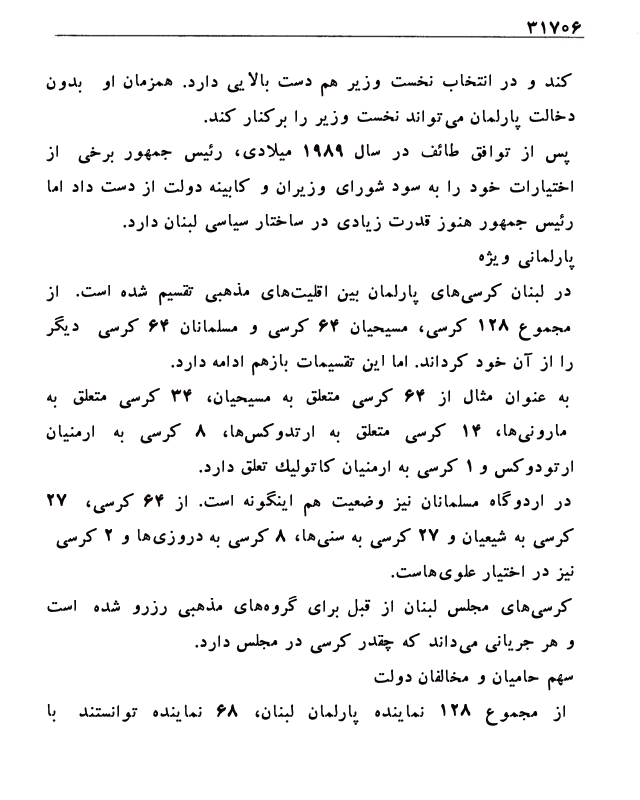 ۳۱۷۰۶
کند و در انتخاب نخست وزیر هم دست بالایی دارد. همزمان او بدون
دخالت پارلمان می‌تواند نخست وزیر را برکنار کند.
پس از توافق طائف در سال ۱۹۸۹ میلادی، رئیس جمهور برخی از
اختیارات خود را به سود شورای وزیران و کابینه دولت از دست داد اما
رئیس جمهور هنوز قدرت زیادی در ساختار سیاسی لبنان دارد.
پارلمانی ویژه
در لبنان کرسی‌های پارلمان بین اقلیت‌های مذهبی تقسیم شده است. از
مجموع ۱۲۸ کرسی، مسیحیان ۶۴ کرسی و مسلمانان ۶۴ کرسی دیگر
را از آن خود کرداند. اما این تقسیمات بازهم ادامه دارد.
به عنوان مثال از ۶۴ کرسی متعلق به مسیحیان، ۳۴ کرسی متعلق به
مارونی‌ها، ۱۴ کرسی متعلق به ارتدوکس‌ها، ۸ کرسی به ارمنیان
ارتودوکس و ۱ کرسی به ارمنیان کاتولیک تعلق دارد.
در اردوگاه مسلمانان نیز وضعیت هم اینگونه است. از ۶۴ کرسی، ۲۷
کرسی به شیعیان و ۲۷ کرسی به سنی‌ها، ۸ کرسی به دروزی‌ها و ۲ کرسی
نیز در اختیار علوی‌هاست.
کرسی‌های مجلس لبنان از قبل برای گروه‌های مذهبی رزرو شده است
و هر جریانی می‌داند که چقدر کرسی در مجلس دارد.
سهم حامیان و مخالفان دولت
از مجموع ۱۲۸ نماینده پارلمان لبنان، ۶۸ نماینده توانستند با